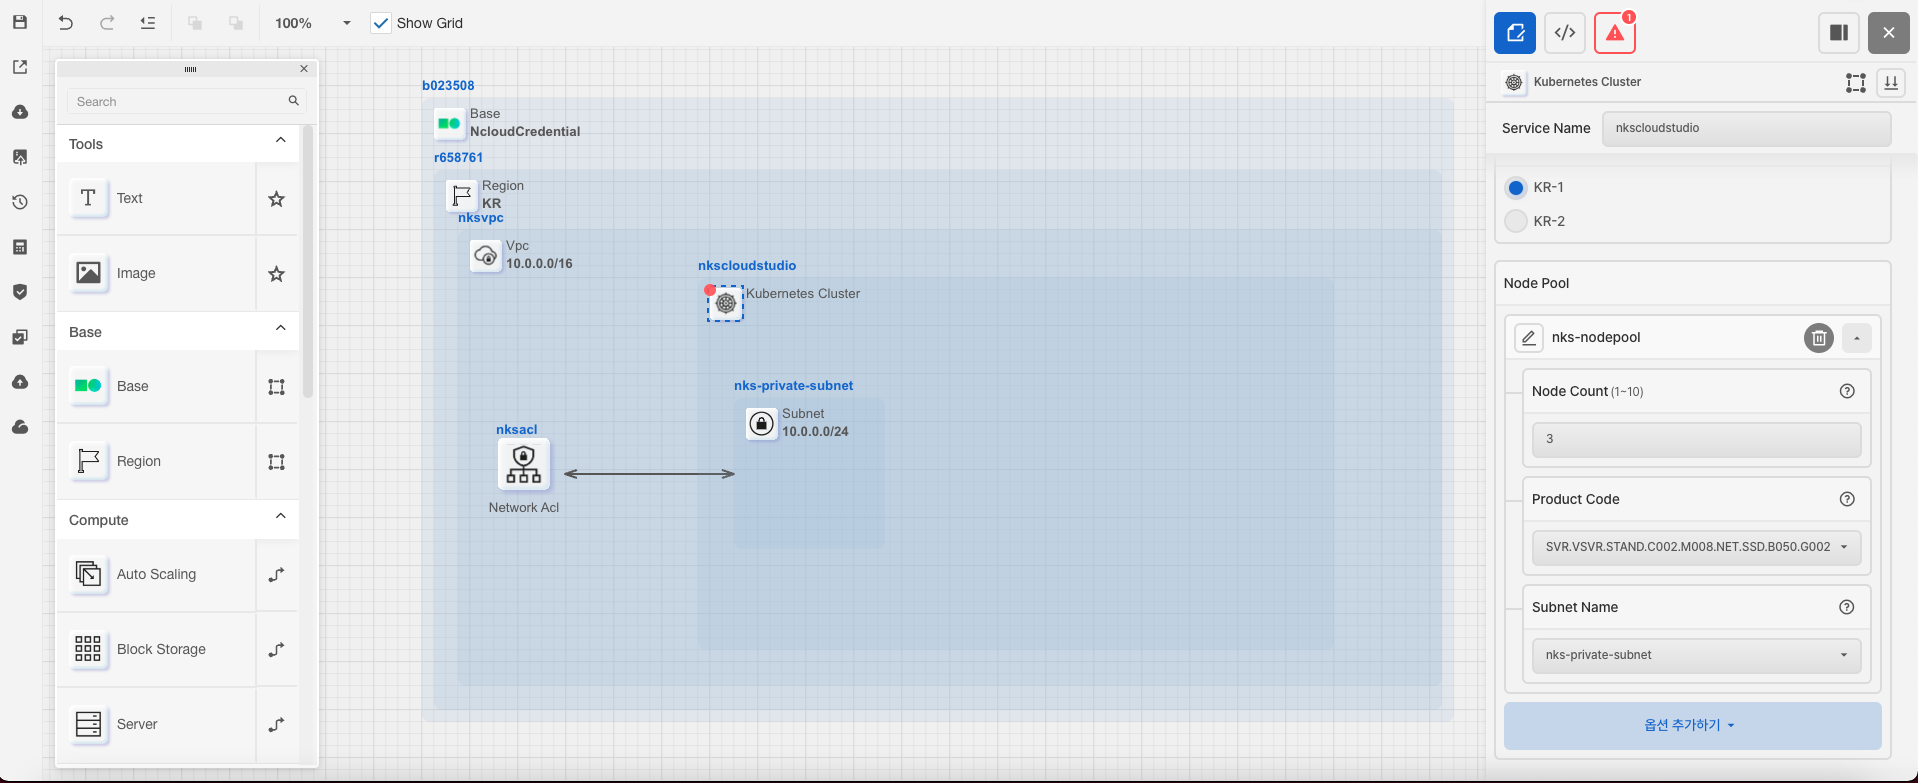 100%
Show Grid
Search
Tools
Text
Image
Base
Base
Region
Compute
Auto Scaling
Block Storage
Server
b023508
Base
NcloudCredential
r658761
Region
KR
nksvpc
Vpc
10.0.0.0/16
nkscloudstudio
Kubernetes Cluster
nks-private-subnet
Subnet
10.0.0.0/24
nksacl
Network Acl
1
Kubernetes Cluster
Service Name
nkscloudstudio
KR-1
KR-2
Node Pool
nks-nodepool
Node Count (1~10)
3
Product Code
SVR.VSVR.STAND.C002.M008.NET.SSD.B050.G002
Subnet Name
nks-private-subnet
옵션 추가하기